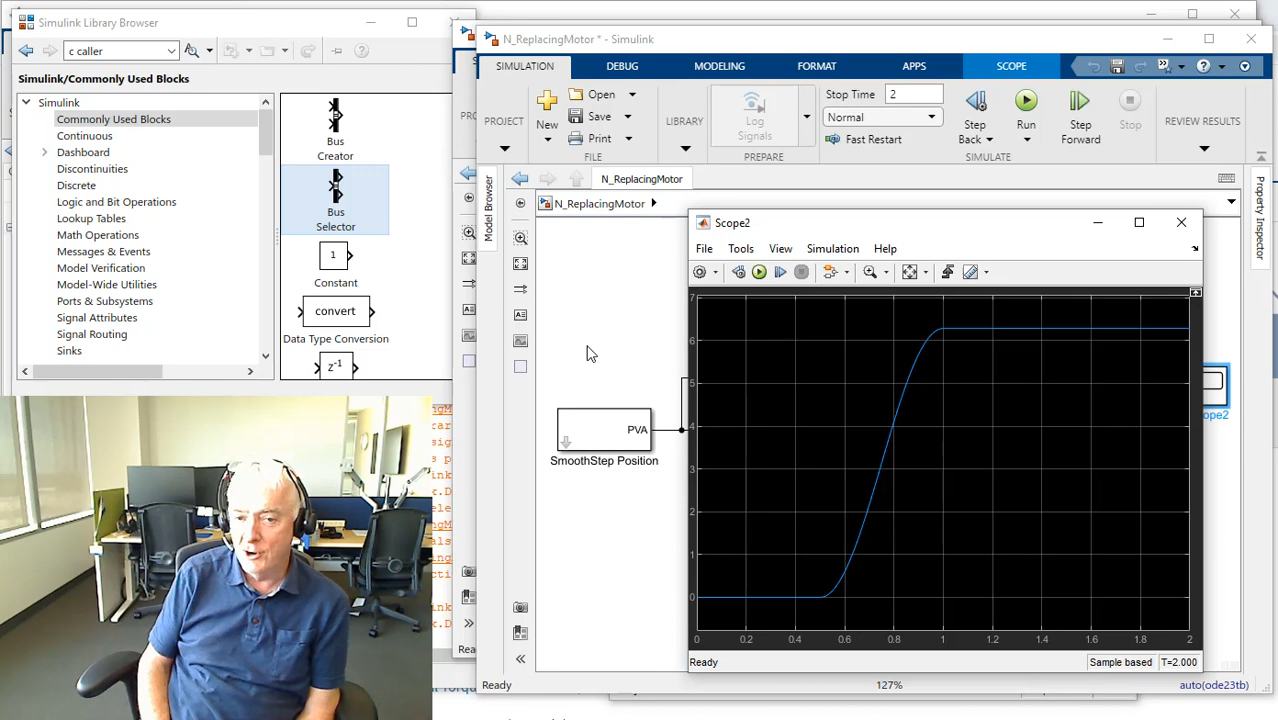 Simulink Library Browser
c caller
Simulink/Commonly Used Blocks
Simulink
Commonly Used Blocks
Continuous
Dashboard
Discontinuities
Discrete
Logic and Bit Operations
Lookup Tables
Math Operations
Messages & Events
Model Verification
Model-Wide Utilities
Ports & Subsystems
Signal Attributes
Signal Routing
Sinks
Bus
Creator
Bus
Selector
1
Constant
convert
Data Type Conversion
z-1
N_ReplacingMotor * - Simulink
SIMULATION
DEBUG
MODELING
FORMAT
APPS
SCOPE
PROJECT
New
Open
Save
Print
FILE
LIBRARY
Log
Signals
PREPARE
Stop Time
2
Normal
Fast Restart
Step
Back
Run
Step
Forward
Stop
SIMULATE
REVIEW RESULTS
N_ReplacingMotor
Model Browser
N_ReplacingMotor
Property Inspector
PVA
SmoothStep Position
Scope2
File
Tools
View
Simulation
Help
7
6
5
4
3
2
1
0
0
0.2
0.4
0.6
0.8
1
1.2
1.4
1.6
1.8
2
Ready
Sample based
T=2.000
ope2
Ready
127%
auto(ode23tb)